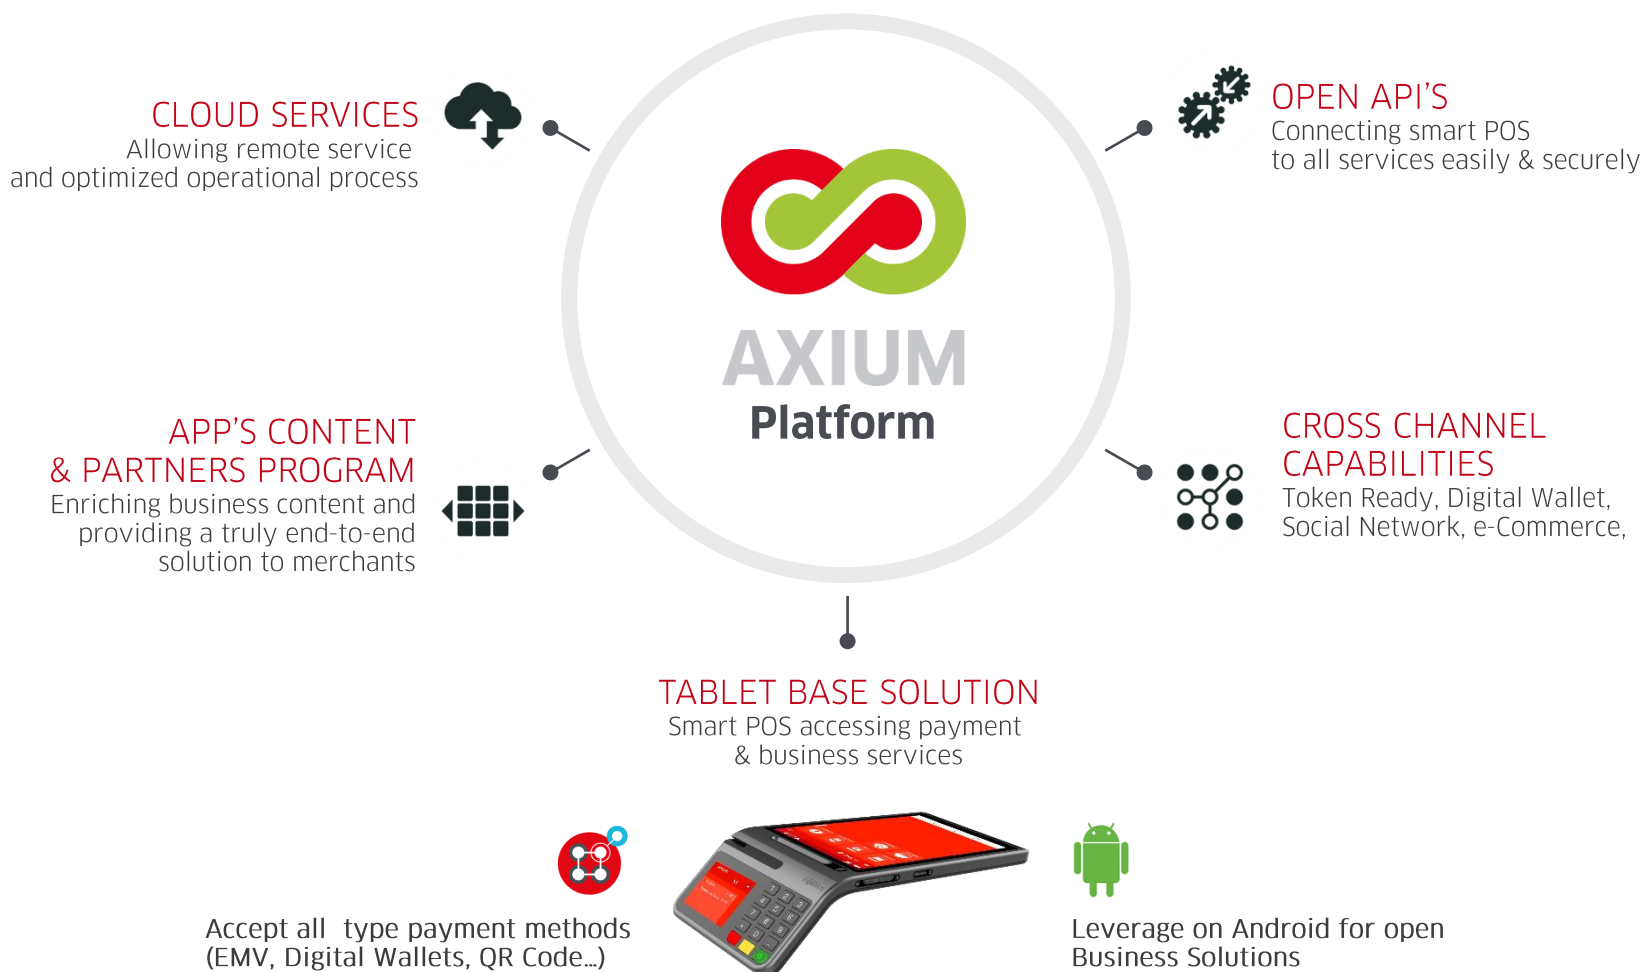 CLOUD SERVICES
Allowing remote service
and optimized operational process
OPEN API'S
Connecting smart POS
to all services easily & securely
AXIUM
Platform
APP'S CONTENT
& PARTNERS PROGRAM
Enriching business content and
providing a truly end-to-end
solution to merchants
CROSS CHANNEL
CAPABILITIES
Token Ready, Digital Wallet,
Social Network, e-Commerce,
TABLET BASE SOLUTION
Smart POS accessing payment
& business services
Accept all type payment methods
(EMV, Digital Wallets, QR Code...)
Leverage on Android for open
Business Solutions